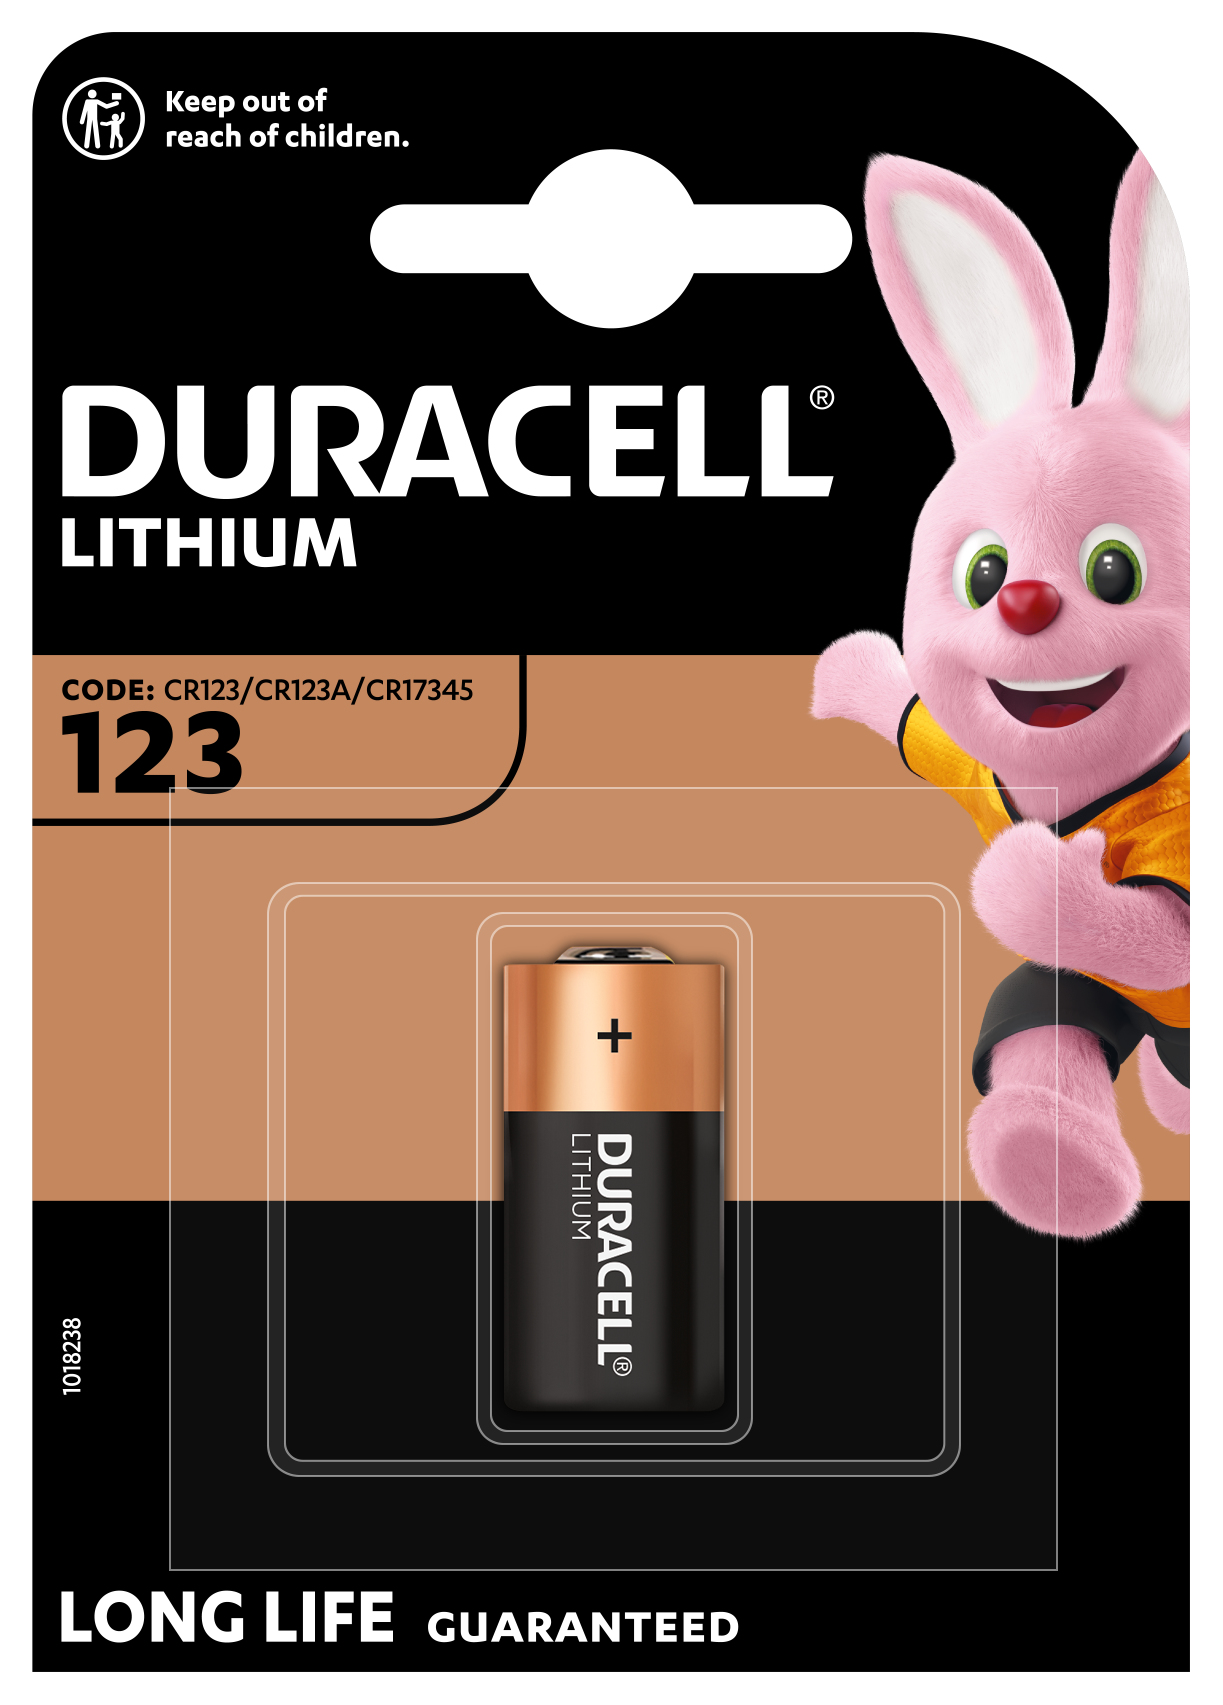 Keep out of
reach of children.
DURACELL®
LITHIUM
CODE: CR123/CR123A/CR17345
123
+
DURACELL®
LITHIUM
1018238
LONG LIFE GUARANTEED